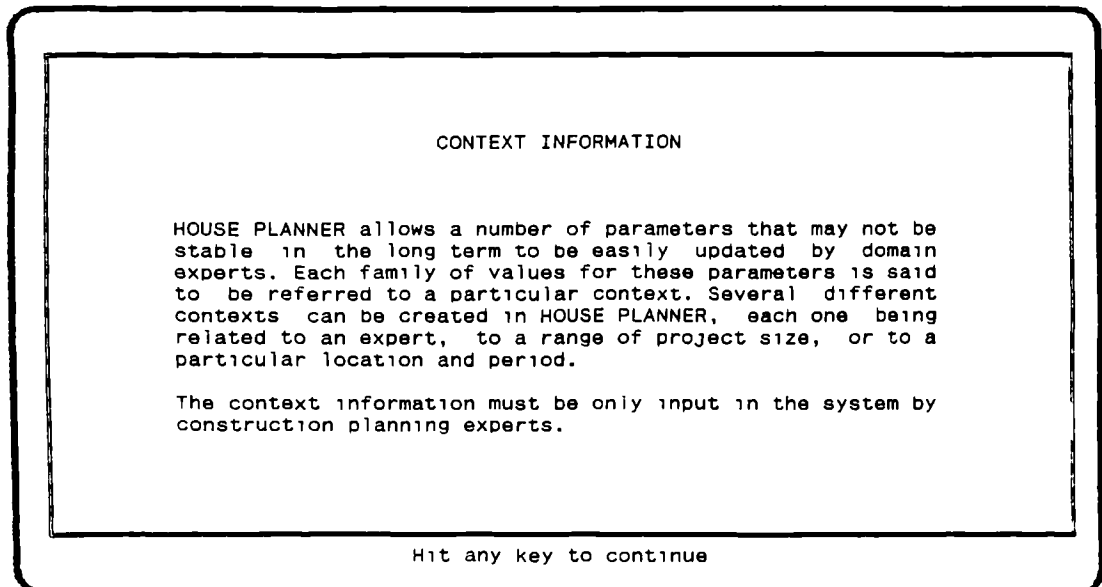 CONTEXT INFORMATION
HOUSE PLANNER allows a number of parameters that may not be
stable in the long term to be easily updated by domain
experts. Each family of values for these parameters is said
to be referred to a particular context. Several different
contexts can be created in HOUSE PLANNER, each one being
related to an expert, to a range of project size, or to a
particular location and period.
The context information must be only input in the system by
construction planning experts.
Hit any key to continue